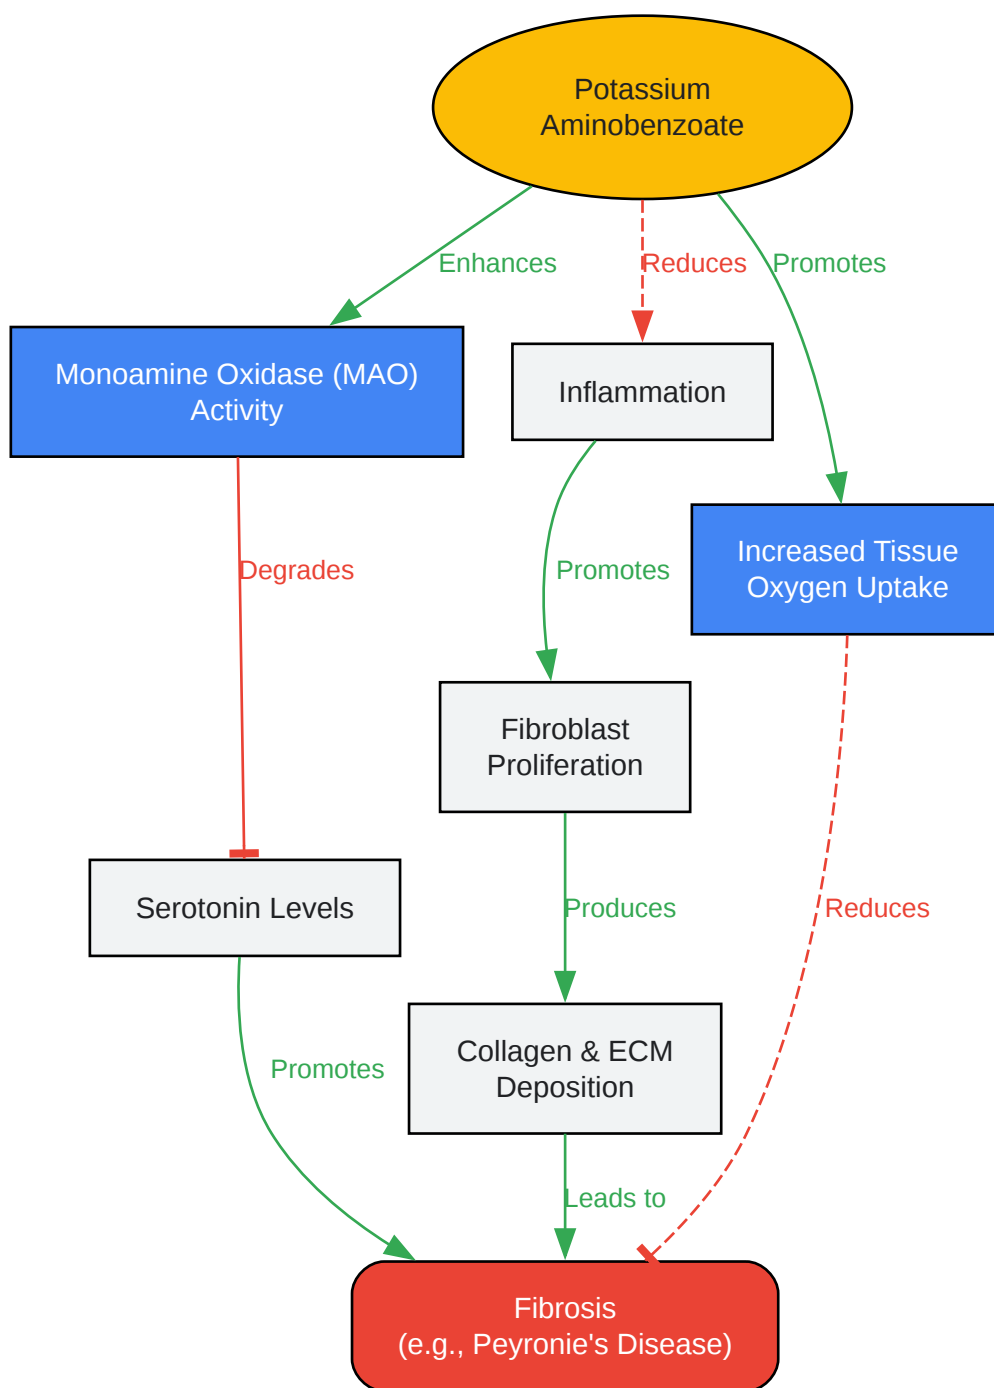 Potassium
Aminobenzoate
Enhances
Reduces
Promotes
Monoamine Oxidase (MAO)
Activity
Inflammation
Increased Tissue
Oxygen Uptake
Degrades
Promotes
Fibroblast
Proliferation
Serotonin Levels
Produces
Reduces
Collagen & ECM
Deposition
Promotes
Leads to
Fibrosis
(e.g., Peyronie's Disease)